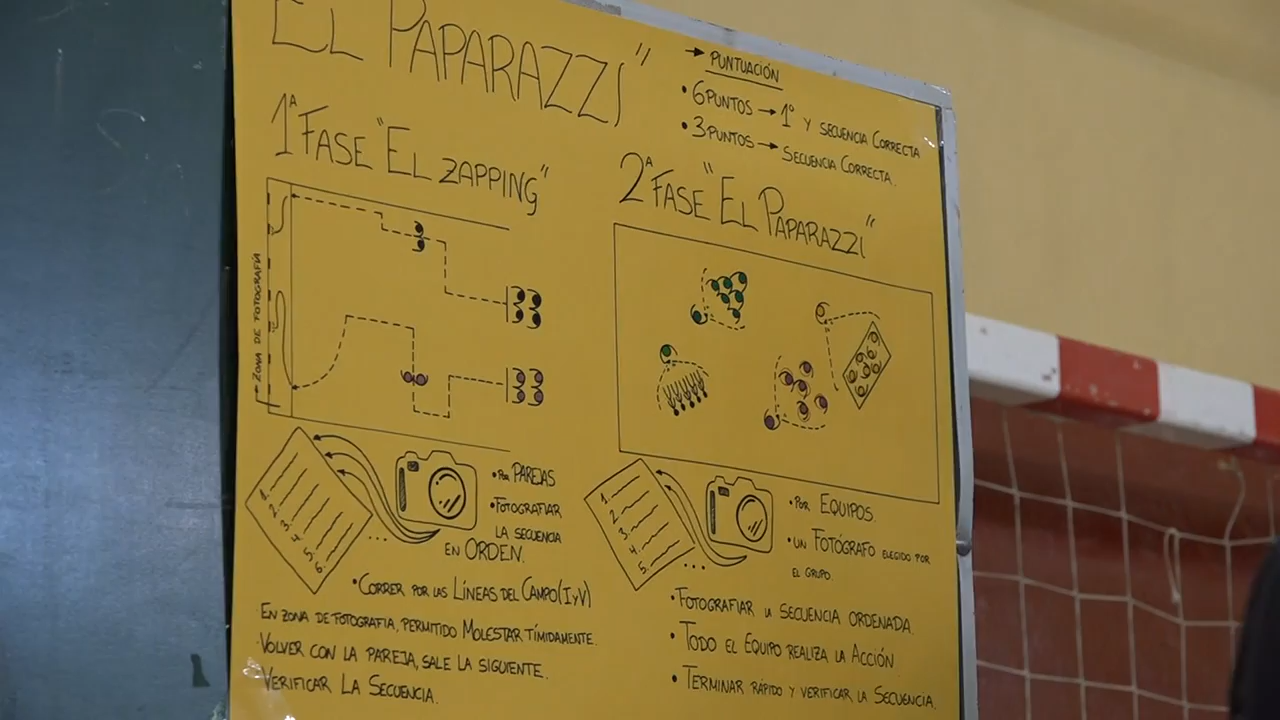 EL PAPARAZZI"
→ PUNTUACIÓN
• 6 PUNTOS → 1º Y SECUENCIA CORRECTA
• 3 PUNTOS → SECUENCIA CORRECTA.
1ª FASE "EL ZAPPING"
ZONA DE FOTOGRAFÍA
1.
2.
3.
4.
5.
6.
...
• POR PAREJAS
• FOTOGRAFIAR
LA SECUENCIA
EN ORDEN.
• CORRER POR LAS LÍNEAS DEL CAMPO (I y V)
EN ZONA DE FOTOGRAFIA, PERMITIDO MOLESTAR TÍMIDAMENTE.
VOLVER CON LA PAREJA, SALE LA SIGUIENTE.
VERIFICAR LA SECUENCIA.
2ª FASE "EL PAPARAZZI"
1.
2.
3.
4.
5.
...
• POR EQUIPOS.
• UN FOTÓGRAFO ELEGIDO POR
EL GRUPO.
• FOTOGRAFIAR LA SECUENCIA ORDENADA.
• TODO EL EQUIPO REALIZA LA ACCIÓN
• TERMINAR RÁPIDO Y VERIFICAR LA SECUENCIA.